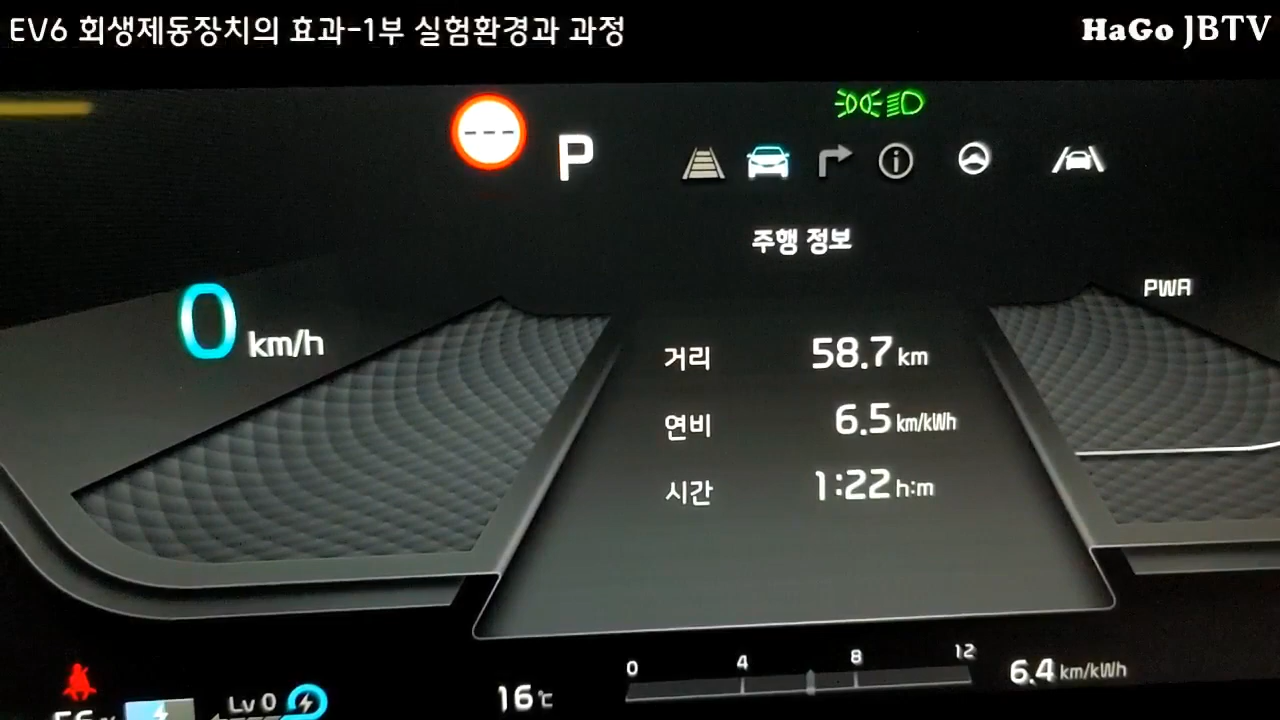 EV6 회생제동장치의 효과-1부 실험환경과 과정
HaGo JBTV
P
주행 정보
0 km/h
PWR
거리 58.7 km
연비 6.5 km/kWh
시간 1:22 h:m
0 4 8 12
6.4 km/kWh
Lv 0
16℃